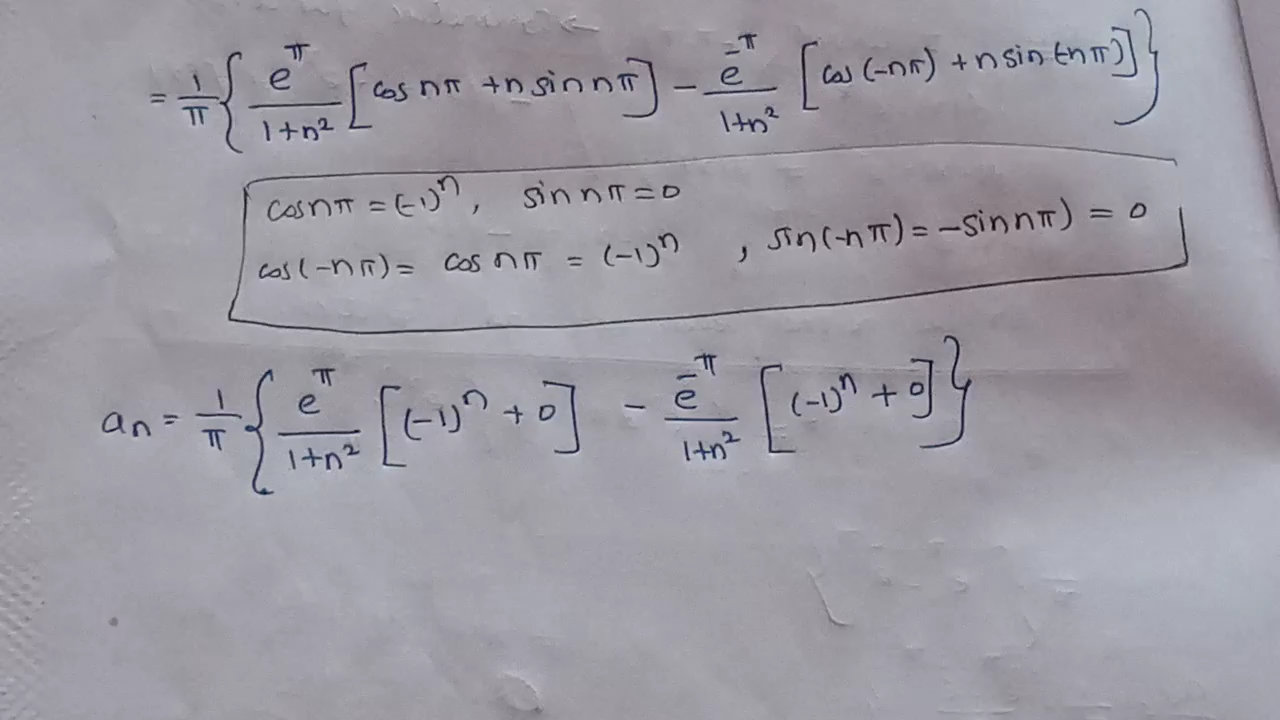 = 1/π { e^π/(1+n²) [cos nπ + n sin nπ] − e^-π/(1+n²) [cos(-nπ) + n sin(-nπ)] }
cos nπ = (-1)^n, sin nπ = 0
cos(-nπ) = cos nπ = (-1)^n , sin(-nπ) = -sin nπ) = 0
an = 1/π { e^π/(1+n²) [(-1)^n + 0] − e^-π/(1+n²) [(-1)^n + 0] }